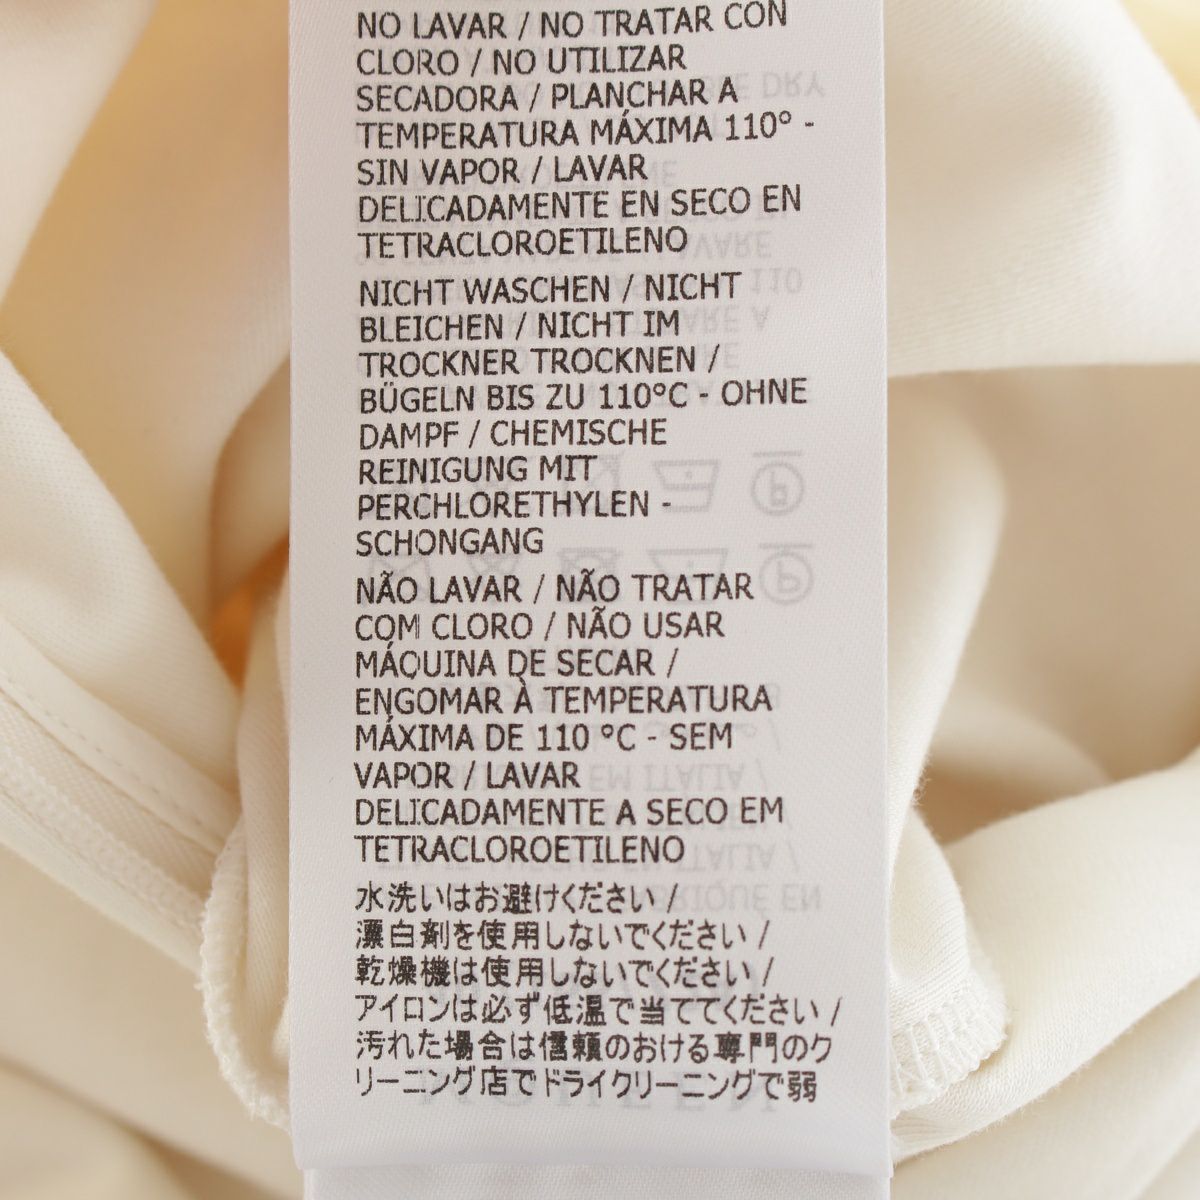 NO LAVAR / NO TRATAR CON
CLORO / NO UTILIZAR
SECADORA / PLANCHAR A
TEMPERATURA MÁXIMA 110° -
SIN VAPOR / LAVAR
DELICADAMENTE EN SECO EN
TETRACLOROETILENO
NICHT WASCHEN / NICHT
BLEICHEN / NICHT IM
TROCKNER TROCKNEN /
BÜGELN BIS ZU 110°C - OHNE
DAMPF / CHEMISCHE
REINIGUNG MIT
PERCHLORETHYLEN -
SCHONGANG
NÃO LAVAR / NÃO TRATAR
COM CLORO / NÃO USAR
MÁQUINA DE SECAR /
ENGOMAR À TEMPERATURA
MÁXIMA DE 110 °C - SEM
VAPOR / LAVAR
DELICADAMENTE A SECO EM
TETRACLOROETILENO
水洗いはお避けください /
漂白剤を使用しないでください /
乾燥機は使用しないでください /
アイロンは必ず低温で当ててください /
汚れた場合は信頼のおける専門のク
リーニング店でドライクリーニングで弱